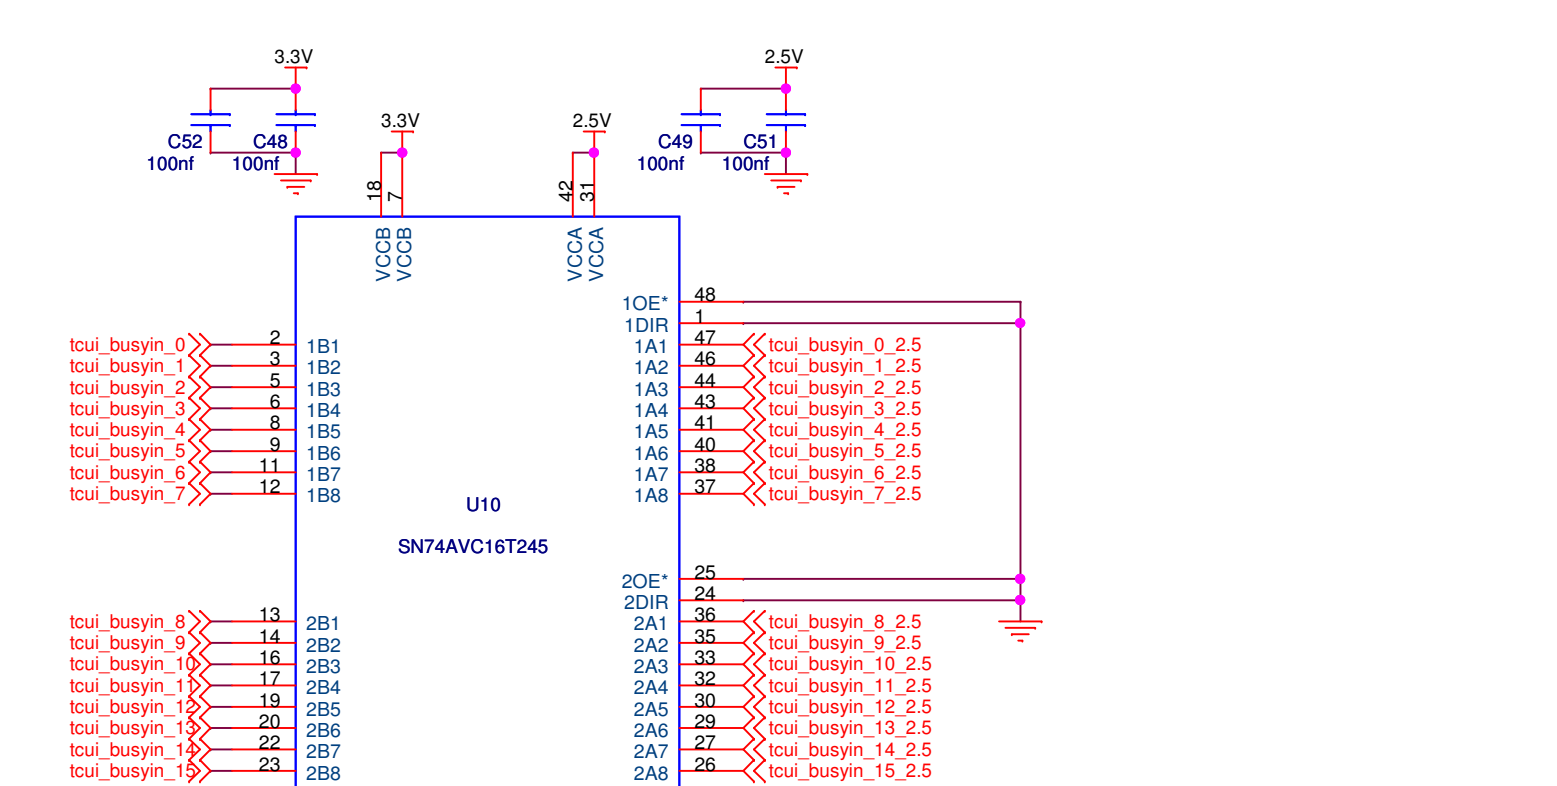 3.3V 2.5V
C52 C48 C49 C51
100nf 100nf 100nf 100nf
3.3V 2.5V
18 7 42 31
VCCB VCCB VCCA VCCA
1OE* 48
1DIR 1
tcui_busyin_0 2 1B1 1A1 47 tcui_busyin_0_2.5
tcui_busyin_1 3 1B2 1A2 46 tcui_busyin_1_2.5
tcui_busyin_2 5 1B3 1A3 44 tcui_busyin_2_2.5
tcui_busyin_3 6 1B4 1A4 43 tcui_busyin_3_2.5
tcui_busyin_4 8 1B5 1A5 41 tcui_busyin_4_2.5
tcui_busyin_5 9 1B6 1A6 40 tcui_busyin_5_2.5
tcui_busyin_6 11 1B7 1A7 38 tcui_busyin_6_2.5
tcui_busyin_7 12 1B8 1A8 37 tcui_busyin_7_2.5
U10
SN74AVC16T245
2OE* 25
2DIR 24
tcui_busyin_8 13 2B1 2A1 36 tcui_busyin_8_2.5
tcui_busyin_9 14 2B2 2A2 35 tcui_busyin_9_2.5
tcui_busyin_10 16 2B3 2A3 33 tcui_busyin_10_2.5
tcui_busyin_11 17 2B4 2A4 32 tcui_busyin_11_2.5
tcui_busyin_12 19 2B5 2A5 30 tcui_busyin_12_2.5
tcui_busyin_13 20 2B6 2A6 29 tcui_busyin_13_2.5
tcui_busyin_14 22 2B7 2A7 27 tcui_busyin_14_2.5
tcui_busyin_15 23 2B8 2A8 26 tcui_busyin_15_2.5